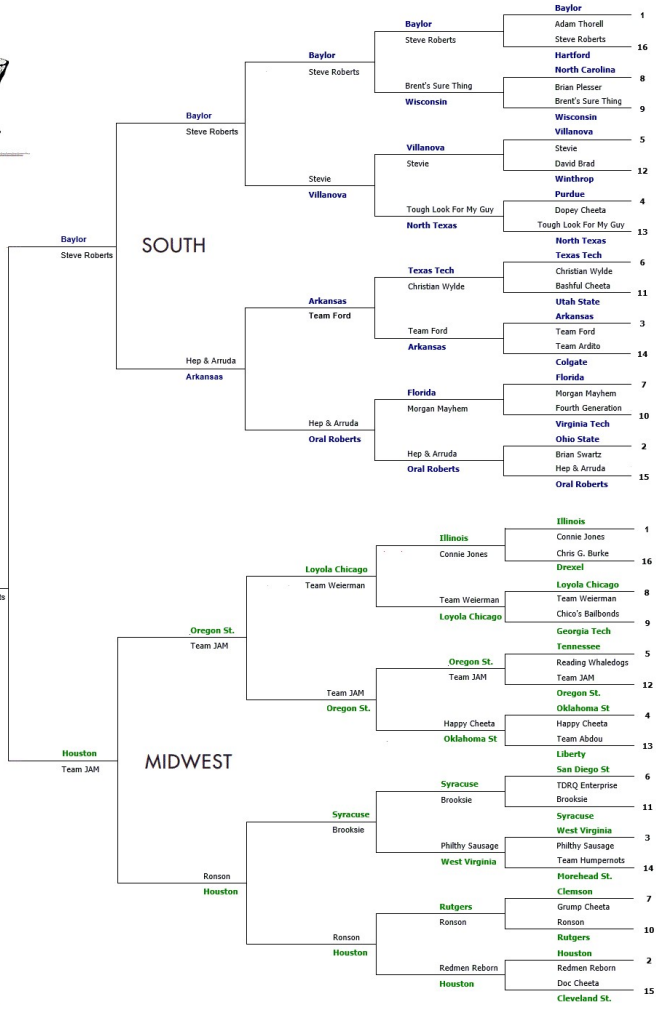 Baylor
1
Adam Thorell
Baylor
Steve Roberts
Steve Roberts
16
Hartford
Baylor
North Carolina
Steve Roberts
8
Brent's Sure Thing
Brian Plesser
Wisconsin
Brent's Sure Thing
9
Wisconsin
Baylor
Villanova
Steve Roberts
5
Villanova
Stevie
Stevie
David Brad
12
Stevie
Winthrop
Villanova
Purdue
4
Tough Look For My Guy
Dopey Cheeta
North Texas
Tough Look For My Guy
13
Baylor
North Texas
Steve Roberts
SOUTH
Texas Tech
6
Texas Tech
Christian Wylde
Christian Wylde
Bashful Cheeta
11
Arkansas
Utah State
Team Ford
Arkansas
3
Team Ford
Team Ford
Arkansas
Team Ardito
14
Hep & Arruda
Colgate
Arkansas
Florida
7
Florida
Morgan Mayhem
Morgan Mayhem
Fourth Generation
10
Hep & Arruda
Virginia Tech
Oral Roberts
Ohio State
2
Hep & Arruda
Brian Swartz
Oral Roberts
Hep & Arruda
15
Oral Roberts
Illinois
1
Illinois
Connie Jones
Connie Jones
Chris G. Burke
16
Loyola Chicago
Drexel
Team Weierman
Loyola Chicago
8
Team Weierman
Team Weierman
Loyola Chicago
Chico's Bailbonds
9
Oregon St.
Georgia Tech
Team JAM
Tennessee
5
Oregon St.
Reading Whaledogs
Team JAM
Team JAM
12
Team JAM
Oregon St.
Oregon St.
Oklahoma St
4
Happy Cheeta
Happy Cheeta
Oklahoma St
Team Abdou
13
Houston
Liberty
Team JAM
MIDWEST
San Diego St
6
Syracuse
TDRQ Enterprise
Brooksie
Brooksie
11
Syracuse
Syracuse
Brooksie
West Virginia
3
Philthy Sausage
Philthy Sausage
West Virginia
Team Humpernots
14
Ronson
Morehead St.
Houston
Clemson
7
Rutgers
Grump Cheeta
Ronson
Ronson
10
Ronson
Rutgers
Houston
Houston
2
Redmen Reborn
Redmen Reborn
Houston
Doc Cheeta
15
Cleveland St.